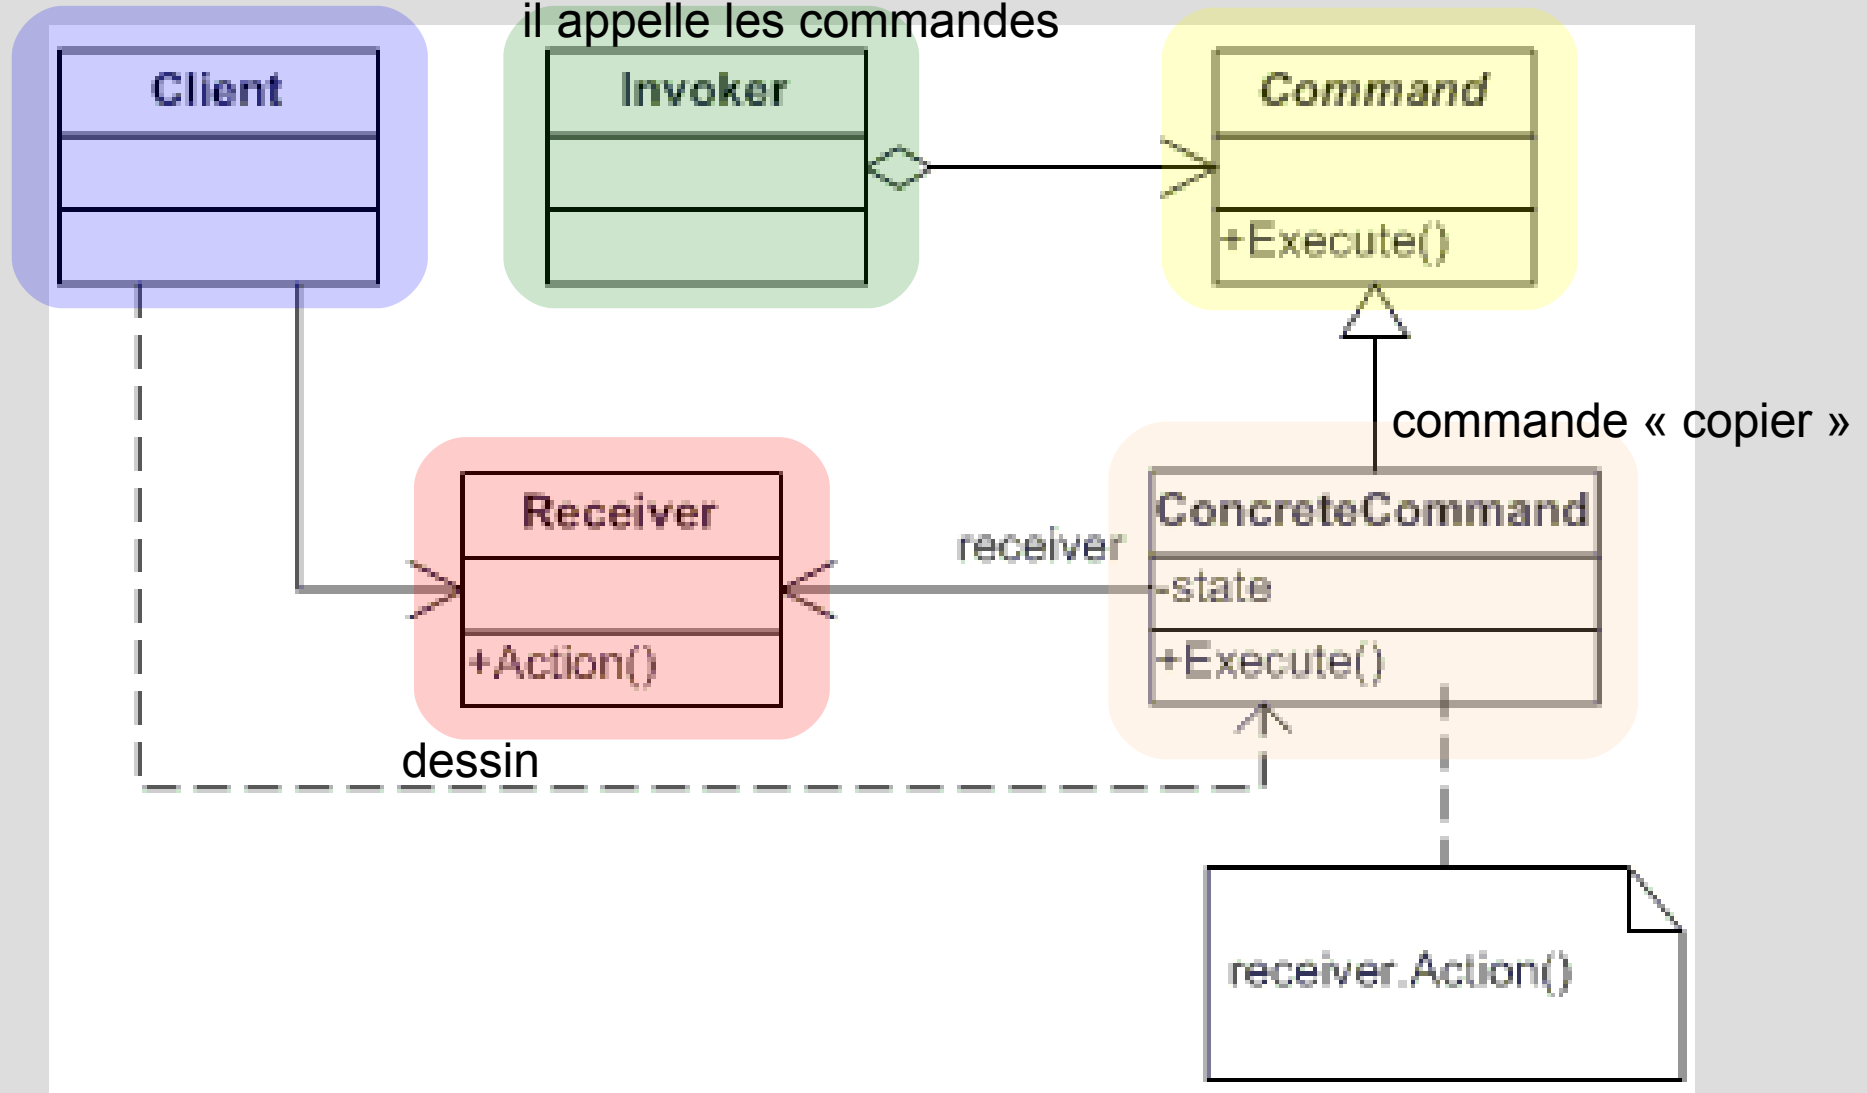 il appelle les commandes
Client
Invoker
Command
+Execute()
commande « copier »
Receiver
+Action()
receiver
ConcreteCommand
-state
+Execute()
dessin
receiver.Action()